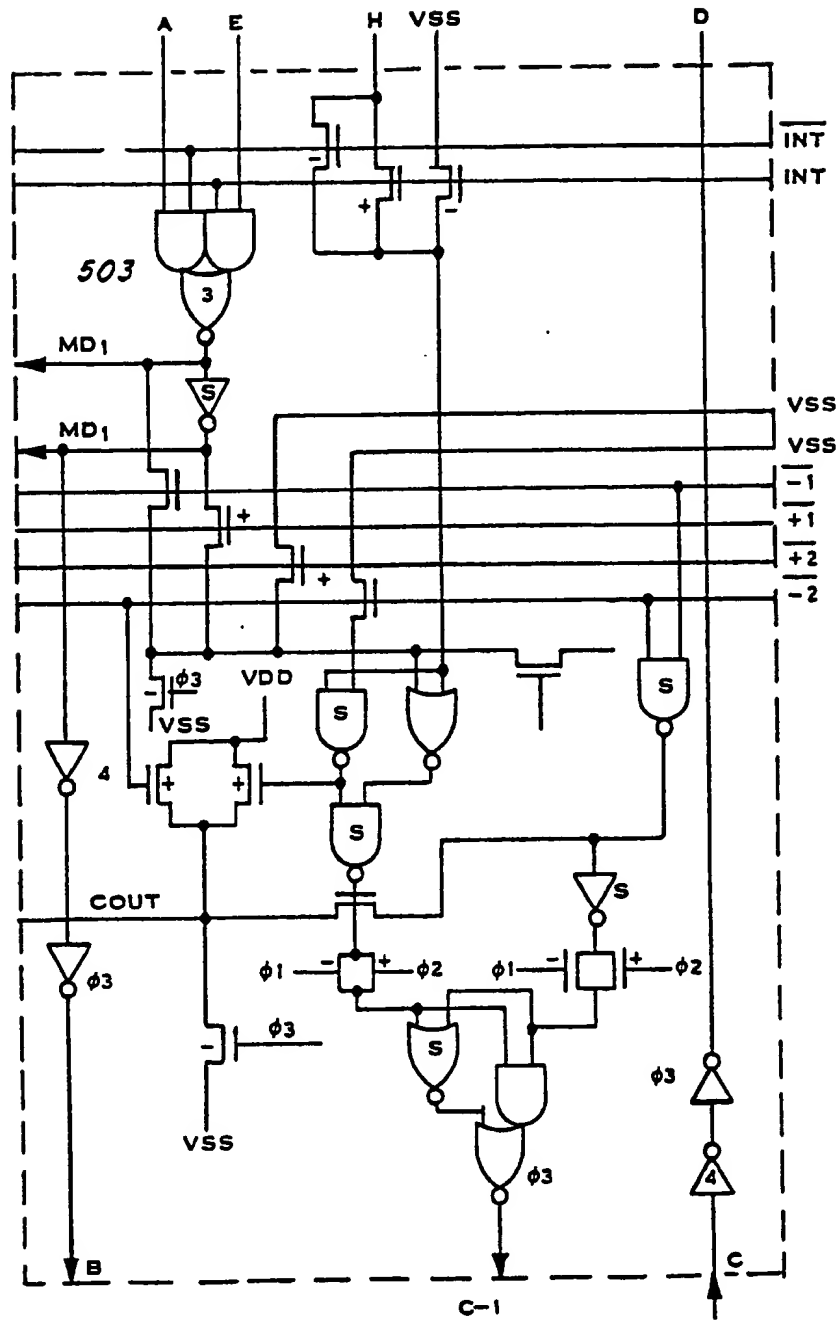 A E H VSS D
INT
INT
- + -
503
3
MD1
S
MD1
VSS
VSS
-1
+
+1
+2
+
-2
VDD
S
S
- φ3
VSS
4
+ +
S
COUT
S
φ1 - + φ2 φ1 - + φ2
φ3
S
- φ3
φ3
VSS
φ3
4
B
C
C-1